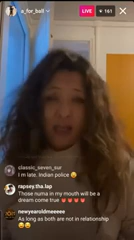 a_for_ball
LIVE
161
classic_seven_sur
I m late. Indian police
rapsey.tha.lap
Those numa in my mouth will be a
dream come true
newyearoldmeeeee
As long as both are not in relationship